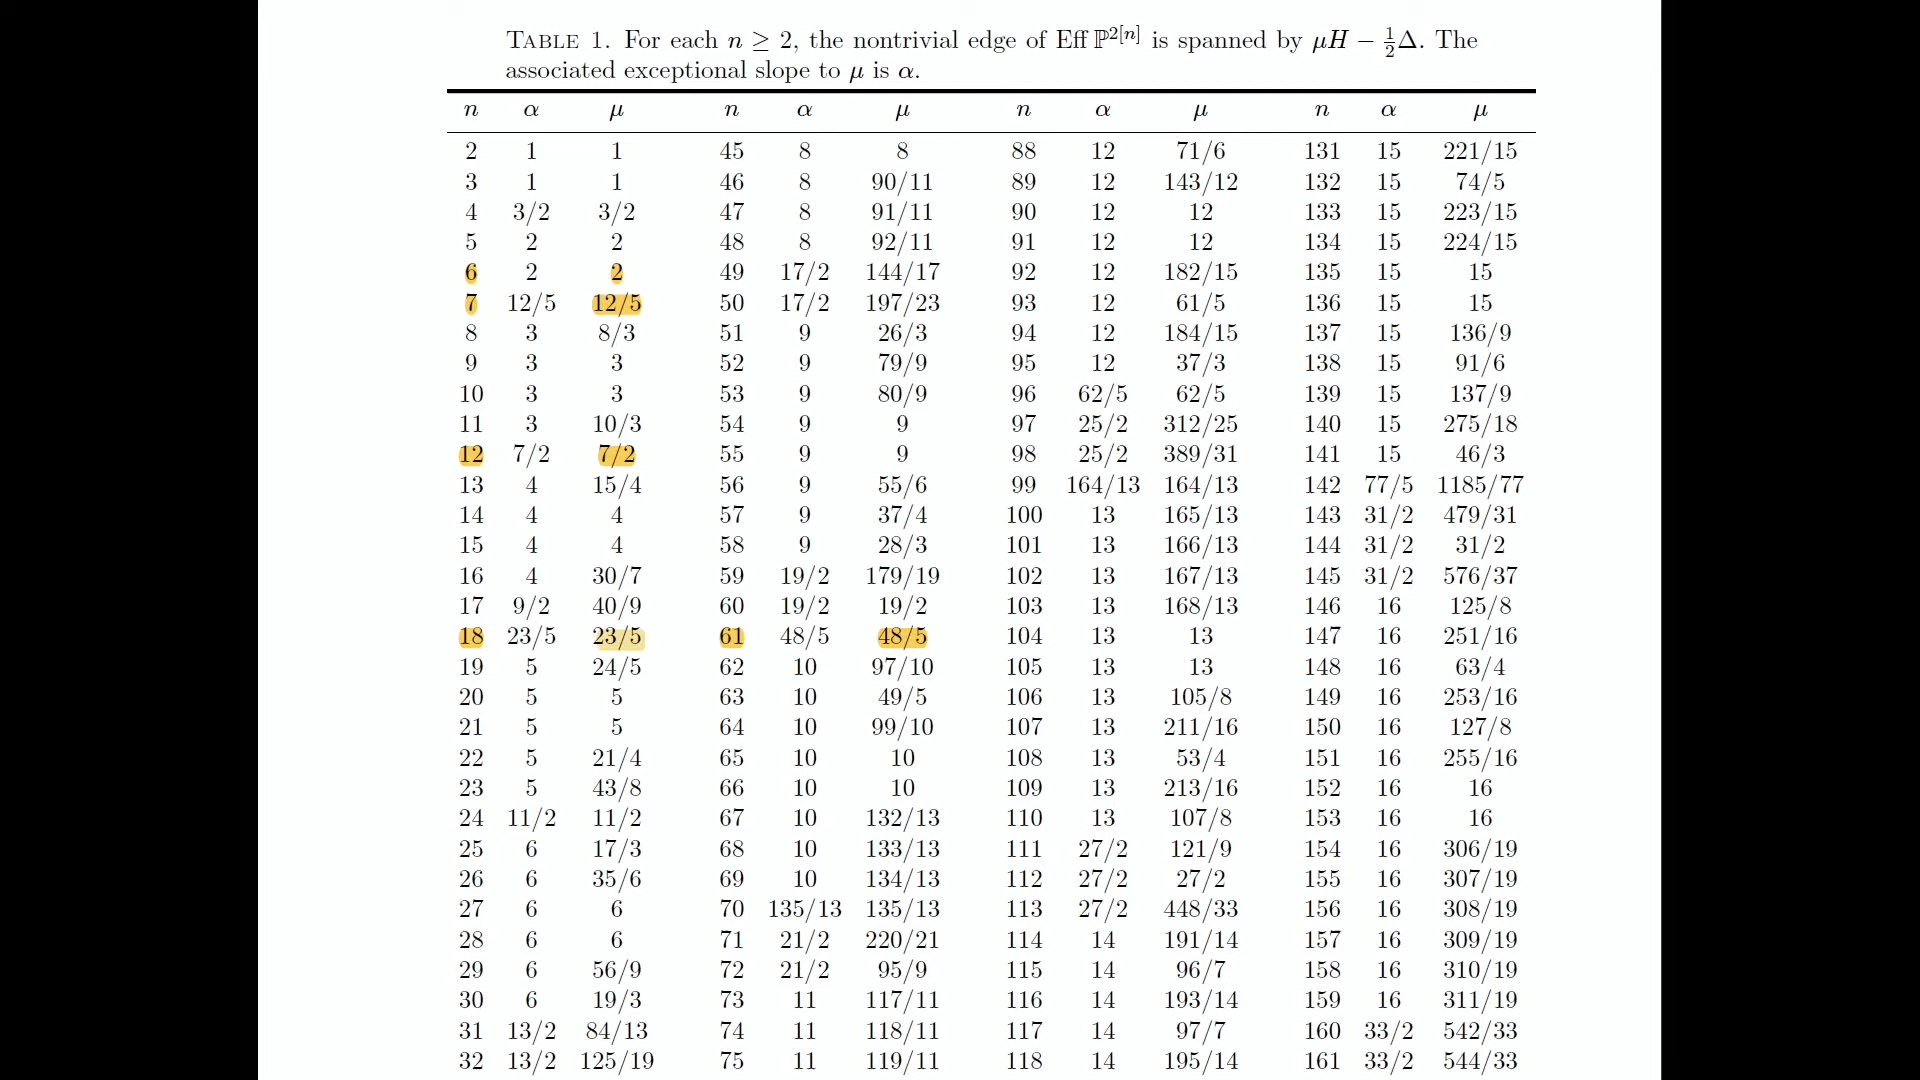 TABLE 1. For each n ≥ 2, the nontrivial edge of Eff ℙ²[ⁿ] is spanned by μH − ½Δ. The
associated exceptional slope to μ is α.
n α μ n α μ n α μ n α μ
2 1 1 45 8 8 88 12 71/6 131 15 221/15
3 1 1 46 8 90/11 89 12 143/12 132 15 74/5
4 3/2 3/2 47 8 91/11 90 12 12 133 15 223/15
5 2 2 48 8 92/11 91 12 12 134 15 224/15
6 2 2 49 17/2 144/17 92 12 182/15 135 15 15
7 12/5 12/5 50 17/2 197/23 93 12 61/5 136 15 15
8 3 8/3 51 9 26/3 94 12 184/15 137 15 136/9
9 3 3 52 9 79/9 95 12 37/3 138 15 91/6
10 3 3 53 9 80/9 96 62/5 62/5 139 15 137/9
11 3 10/3 54 9 9 97 25/2 312/25 140 15 275/18
12 7/2 7/2 55 9 9 98 25/2 389/31 141 15 46/3
13 4 15/4 56 9 55/6 99 164/13 164/13 142 77/5 1185/77
14 4 4 57 9 37/4 100 13 165/13 143 31/2 479/31
15 4 4 58 9 28/3 101 13 166/13 144 31/2 31/2
16 4 30/7 59 19/2 179/19 102 13 167/13 145 31/2 576/37
17 9/2 40/9 60 19/2 19/2 103 13 168/13 146 16 125/8
18 23/5 23/5 61 48/5 48/5 104 13 13 147 16 251/16
19 5 24/5 62 10 97/10 105 13 13 148 16 63/4
20 5 5 63 10 49/5 106 13 105/8 149 16 253/16
21 5 5 64 10 99/10 107 13 211/16 150 16 127/8
22 5 21/4 65 10 10 108 13 53/4 151 16 255/16
23 5 43/8 66 10 10 109 13 213/16 152 16 16
24 11/2 11/2 67 10 132/13 110 13 107/8 153 16 16
25 6 17/3 68 10 133/13 111 27/2 121/9 154 16 306/19
26 6 35/6 69 10 134/13 112 27/2 27/2 155 16 307/19
27 6 6 70 135/13 135/13 113 27/2 448/33 156 16 308/19
28 6 6 71 21/2 220/21 114 14 191/14 157 16 309/19
29 6 56/9 72 21/2 95/9 115 14 96/7 158 16 310/19
30 6 19/3 73 11 117/11 116 14 193/14 159 16 311/19
31 13/2 84/13 74 11 118/11 117 14 97/7 160 33/2 542/33
32 13/2 125/19 75 11 119/11 118 14 195/14 161 33/2 544/33